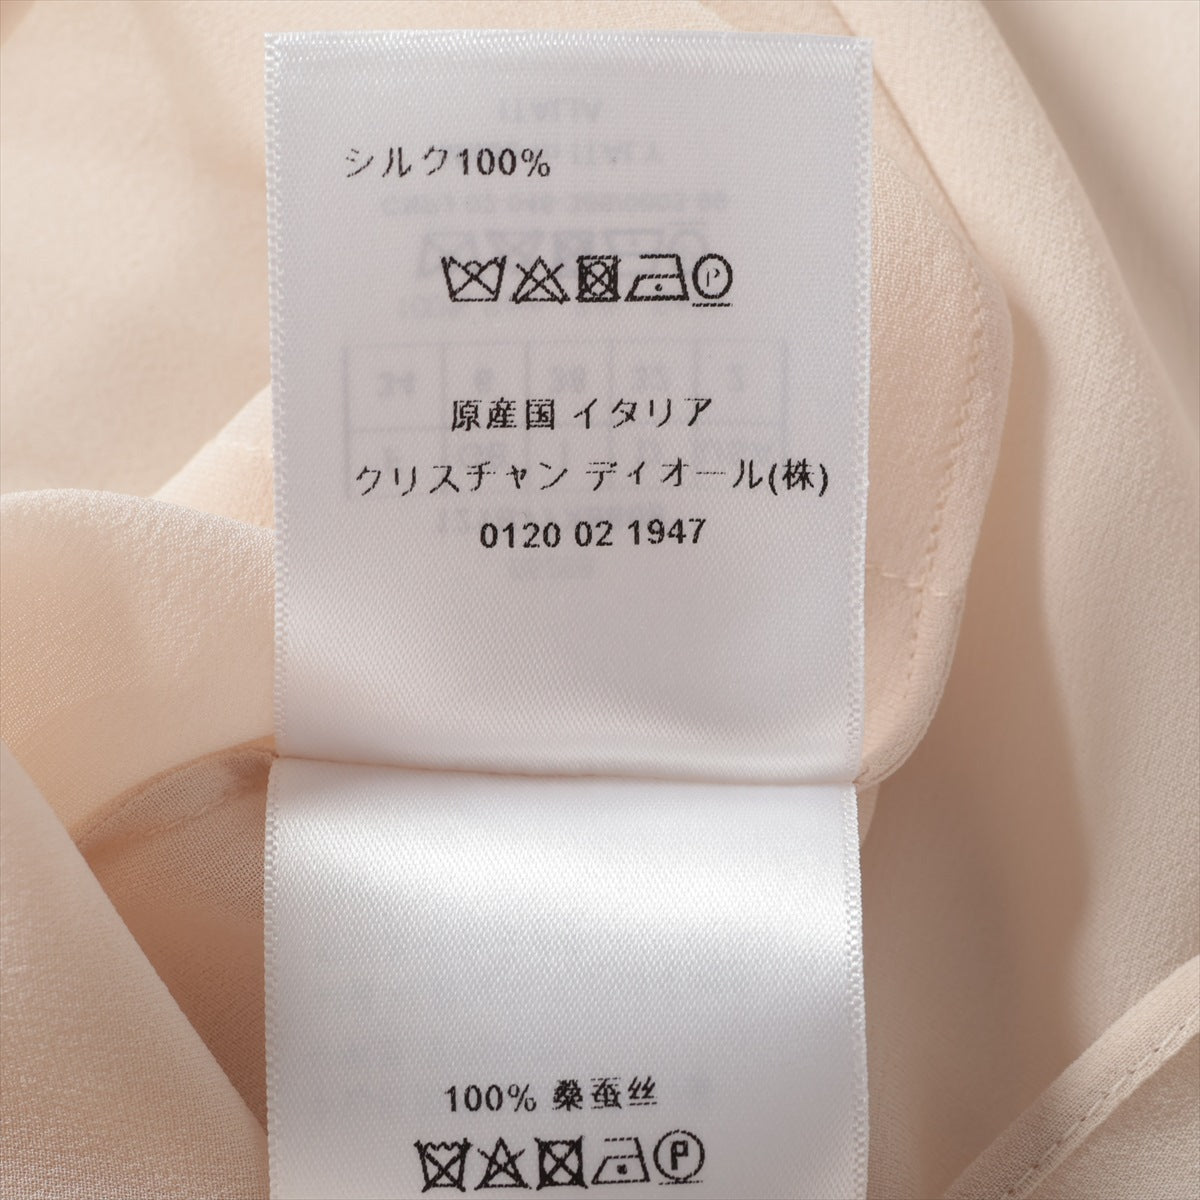 シルク100%
P
原産国 イタリア
クリスチャン ディオール(株)
0120 02 1947
100% 桑蚕丝
P